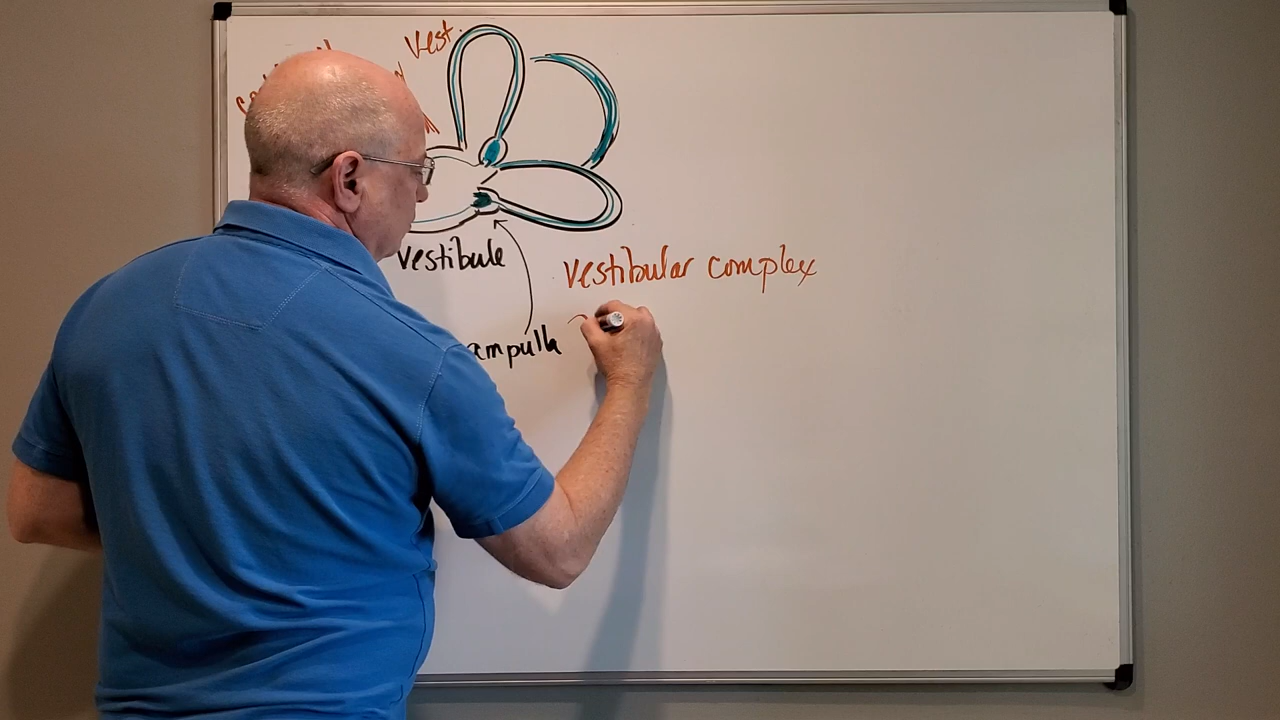 vest.
vestibule
vestibular complex
ampulla